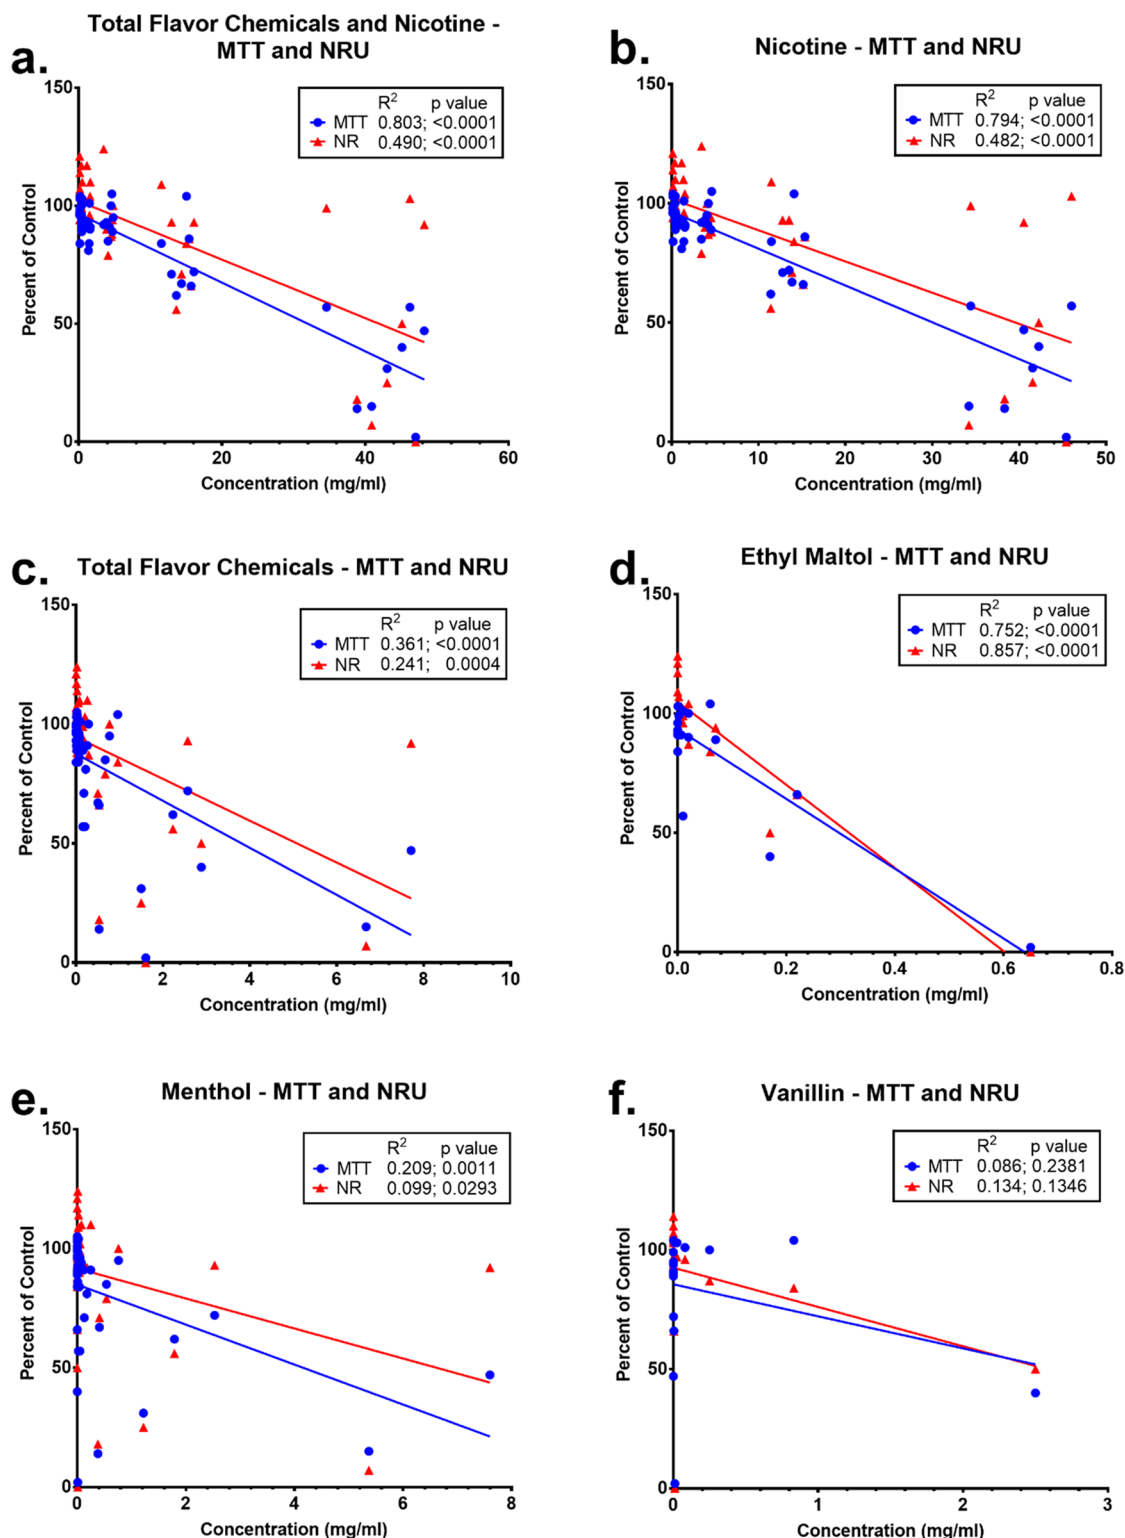 a.
Total Flavor Chemicals and Nicotine -
MTT and NRU
R² p value
MTT 0.803; <0.0001
NR 0.490; <0.0001
Percent of Control
150
100
50
0
0 20 40 60
Concentration (mg/ml)
b.
Nicotine - MTT and NRU
R² p value
MTT 0.794; <0.0001
NR 0.482; <0.0001
Percent of Control
150
100
50
0
0 10 20 30 40 50
Concentration (mg/ml)
c.
Total Flavor Chemicals - MTT and NRU
R² p value
MTT 0.361; <0.0001
NR 0.241; 0.0004
Percent of Control
150
100
50
0
0 2 4 6 8 10
Concentration (mg/ml)
d.
Ethyl Maltol - MTT and NRU
R² p value
MTT 0.752; <0.0001
NR 0.857; <0.0001
Percent of Control
150
100
50
0
0.0 0.2 0.4 0.6 0.8
Concentration (mg/ml)
e.
Menthol - MTT and NRU
R² p value
MTT 0.209; 0.0011
NR 0.099; 0.0293
Percent of Control
150
100
50
0
0 2 4 6 8
Concentration (mg/ml)
f.
Vanillin - MTT and NRU
R² p value
MTT 0.086; 0.2381
NR 0.134; 0.1346
Percent of Control
150
100
50
0
0 1 2 3
Concentration (mg/ml)